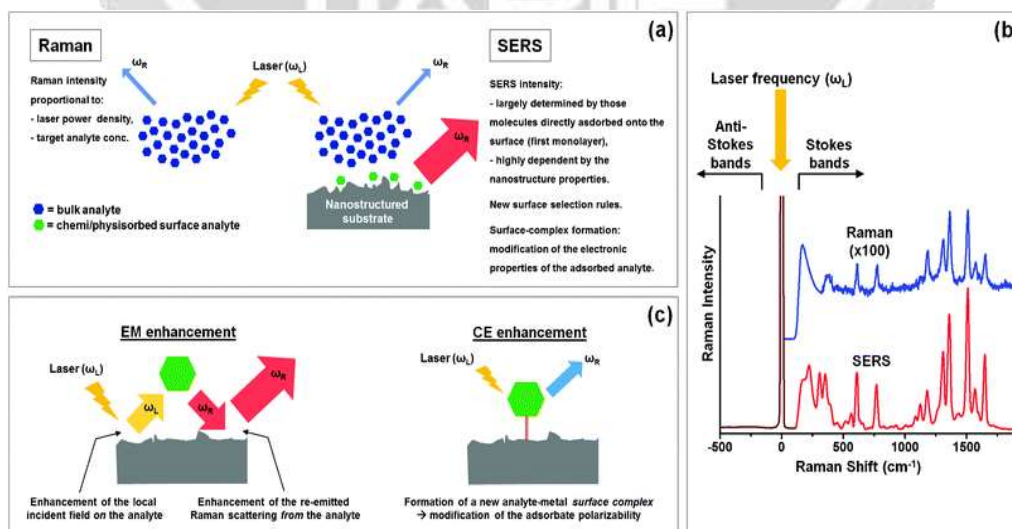 (a)
Raman
Raman intensity
proportional to:
- laser power density,
- target analyte conc.
ωR
Laser (ωL)
ωR
ωR
Nanostructured
substrate
= bulk analyte
= chemi/physisorbed surface analyte
SERS
SERS intensity:
- largely determined by those
molecules directly adsorbed onto the
surface (first monolayer),
- highly dependent by the
nanostructure properties.
New surface selection rules.
Surface-complex formation:
modification of the electronic
properties of the adsorbed analyte.
(b)
Laser frequency (ωL)
Anti-
Stokes
bands
Stokes
bands
Raman
(x100)
SERS
Raman Intensity
-500 0 500 1000 1500
Raman Shift (cm-1)
(c)
EM enhancement
Laser (ωL)
ωL
ωR
ωR
Enhancement of the local
incident field on the analyte
Enhancement of the re-emitted
Raman scattering from the analyte
CE enhancement
Laser (ωL)
ωR
Formation of a new analyte-metal surface complex
→ modification of the adsorbate polarizability